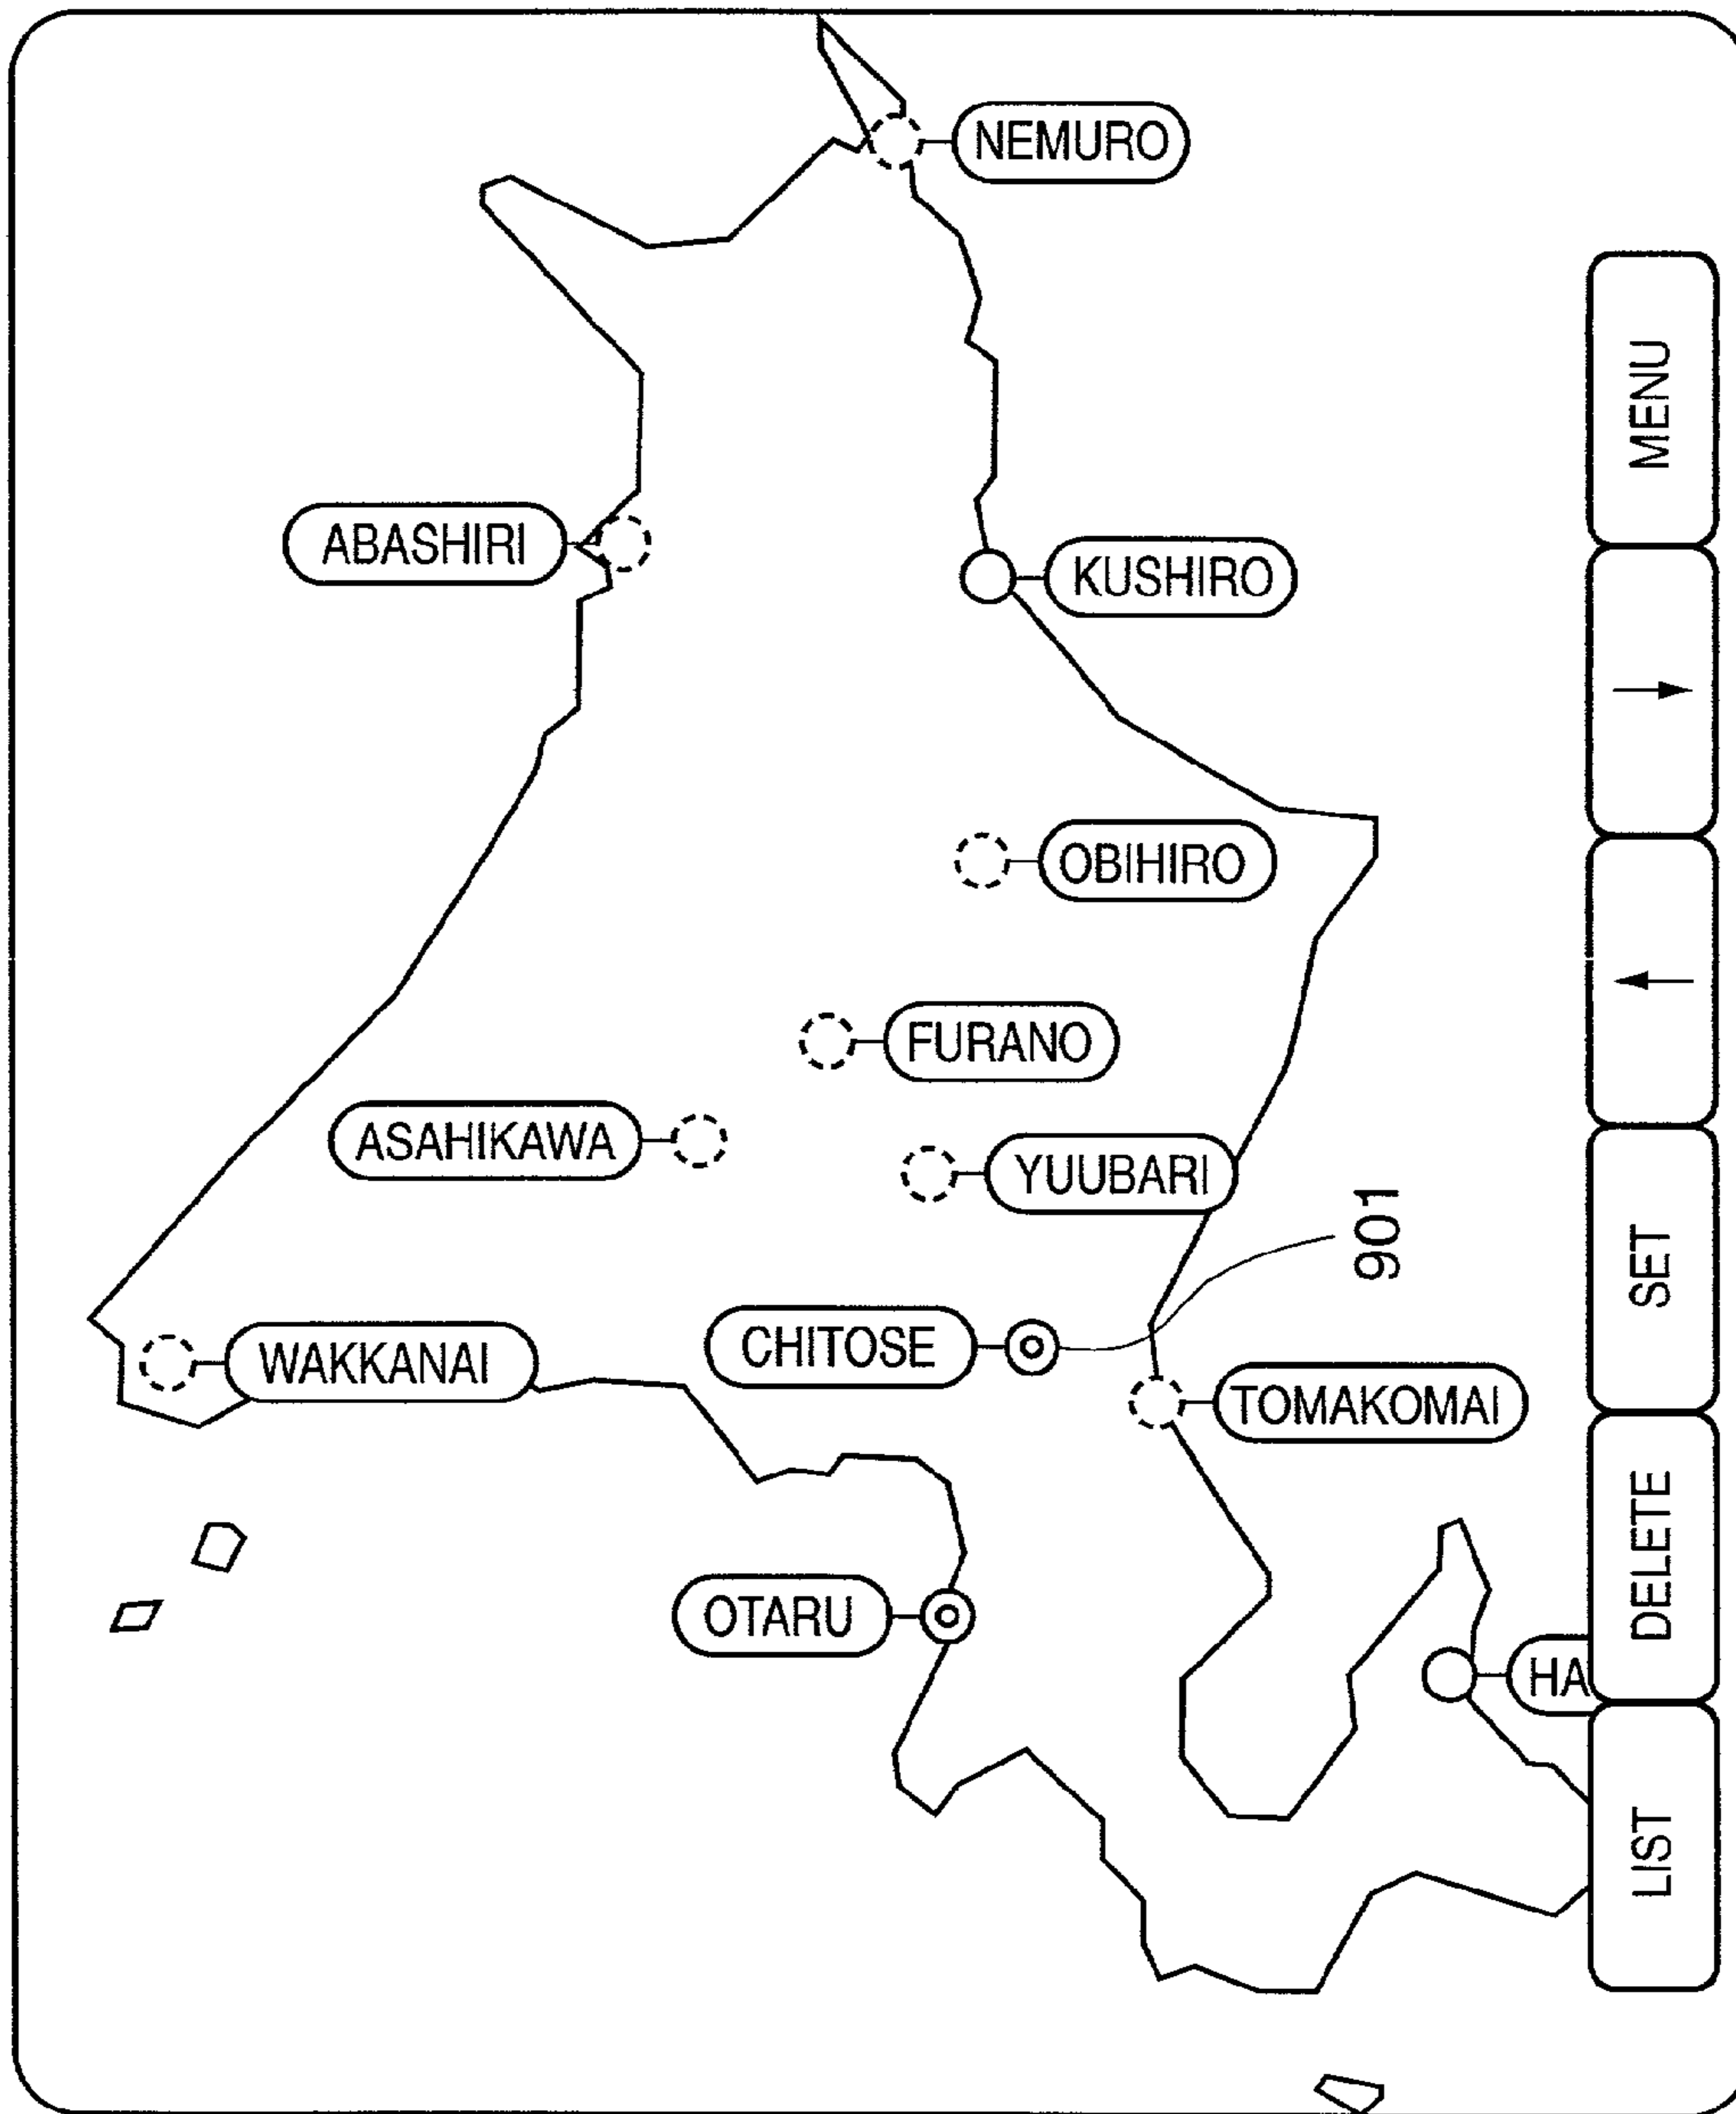 NEMURO
ABASHIRI
KUSHIRO
OBIHIRO
FURANO
ASAHIKAWA
YUUBARI
901
WAKKANAI
CHITOSE
TOMAKOMAI
OTARU
HA
LIST
DELETE
SET
↑
↓
MENU